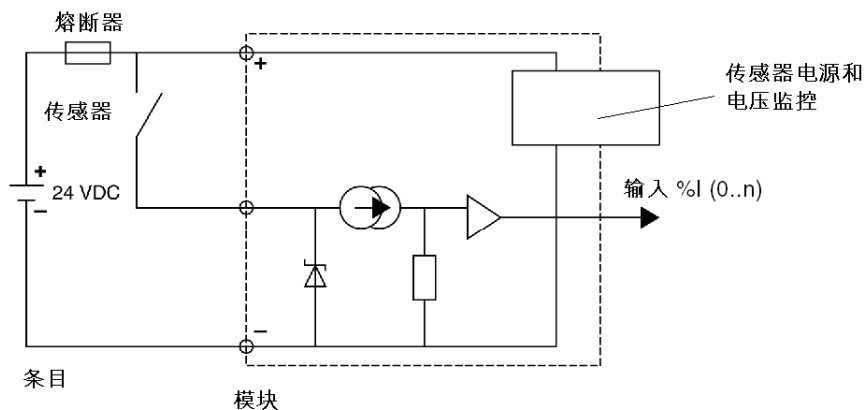 熔断器
+
传感器电源和
电压监控
传感器
+
24 VDC
−
输入 %I (0..n)
−
条目
模块